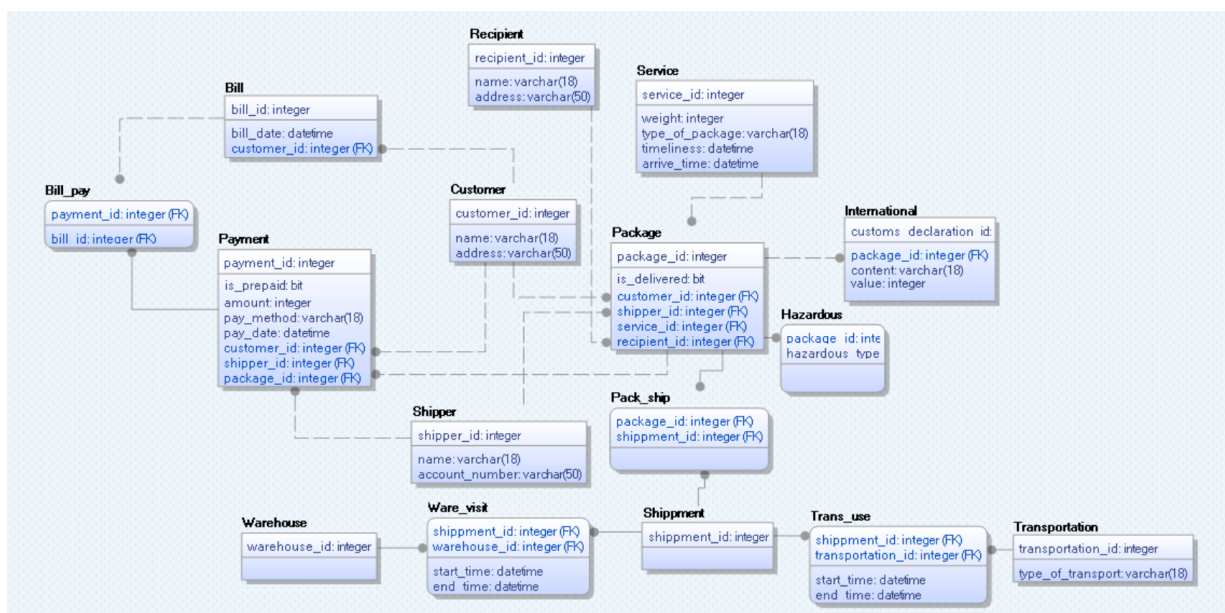 Recipient
recipient_id: integer
name: varchar(18)
address: varchar(50)
Service
service_id: integer
weight: integer
type_of_package: varchar(18)
timeliness: datetime
arrive_time: datetime
Bill
bill_id: integer
bill_date: datetime
customer_id: integer (FK)
Bill_pay
payment_id: integer (FK)
bill_id: integer (FK)
Customer
customer_id: integer
name: varchar(18)
address: varchar(50)
International
customs_declaration_id:
package_id: integer (FK)
content: varchar(18)
value: integer
Payment
payment_id: integer
is_prepaid: bit
amount: integer
pay_method: varchar(18)
pay_date: datetime
customer_id: integer (FK)
shipper_id: integer (FK)
package_id: integer (FK)
Package
package_id: integer
is_delivered: bit
customer_id: integer (FK)
shipper_id: integer (FK)
service_id: integer (FK)
recipient_id: integer (FK)
Hazardous
package_id: inte
hazardous_type
Pack_ship
package_id: integer (FK)
shippment_id: integer (FK)
Shipper
shipper_id: integer
name: varchar(18)
account_number: varchar(50)
Warehouse
warehouse_id: integer
Ware_visit
shippment_id: integer (FK)
warehouse_id: integer (FK)
start_time: datetime
end_time: datetime
Shippment
shippment_id: integer
Trans_use
shippment_id: integer (FK)
transportation_id: integer (FK)
start_time: datetime
end_time: datetime
Transportation
transportation_id: integer
type_of_transport: varchar(18)